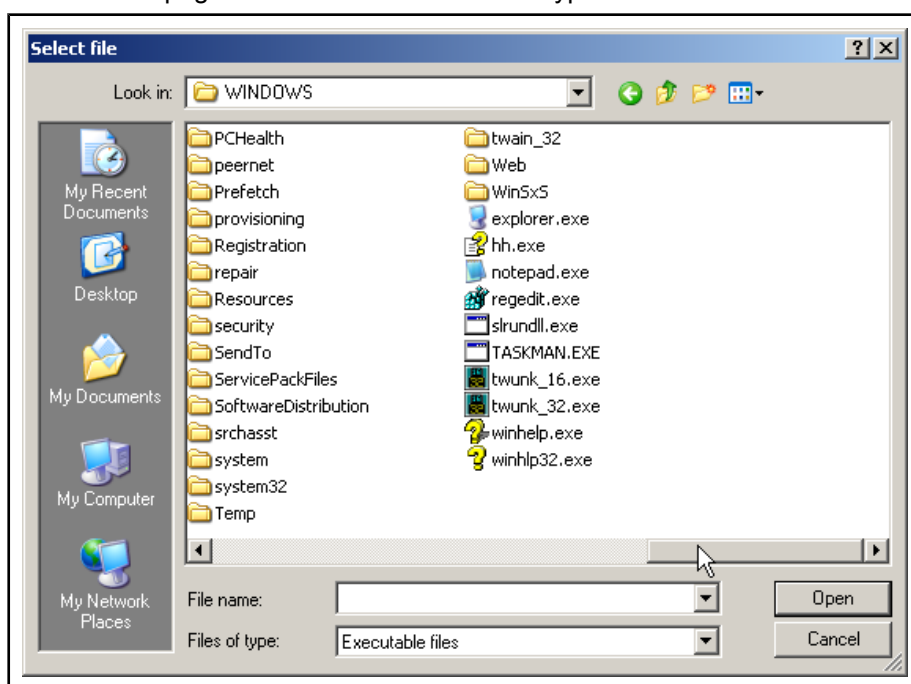 Select file
Look in:
WINDOWS
My Recent
Documents
Desktop
My Documents
My Computer
My Network
Places
PCHealth
peernet
Prefetch
provisioning
Registration
repair
Resources
security
SendTo
ServicePackFiles
SoftwareDistribution
srchasst
system
system32
Temp
twain_32
Web
WinSxS
explorer.exe
hh.exe
notepad.exe
regedit.exe
slrundll.exe
TASKMAN.EXE
twunk_16.exe
twunk_32.exe
winhelp.exe
winhlp32.exe
File name:
Open
Files of type:
Executable files
Cancel